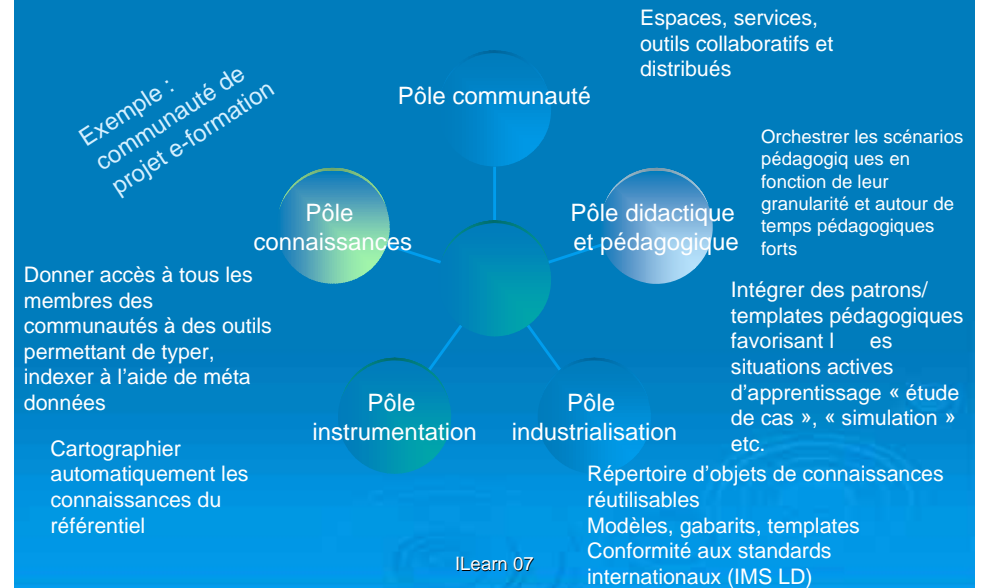 Espaces, services,
outils collaboratifs et
distribués
Exemple :
communauté de
projet e-formation
Pôle communauté
Orchestrer les scénarios
pédagogiq ues en
fonction de leur
granularité et autour de
temps pédagogiques
forts
Pôle
connaissances
Pôle didactique
et pédagogique
Donner accès à tous les
membres des
communautés à des outils
permettant de typer,
indexer à l’aide de méta
données
Intégrer des patrons/
templates pédagogiques
favorisant l es
situations actives
d’apprentissage « étude
de cas », « simulation »
etc.
Pôle
instrumentation
Pôle
industrialisation
Cartographier
automatiquement les
connaissances du
référentiel
Répertoire d’objets de connaissances
réutilisables
Modèles, gabarits, templates
Conformité aux standards
internationaux (IMS LD)
ILearn 07